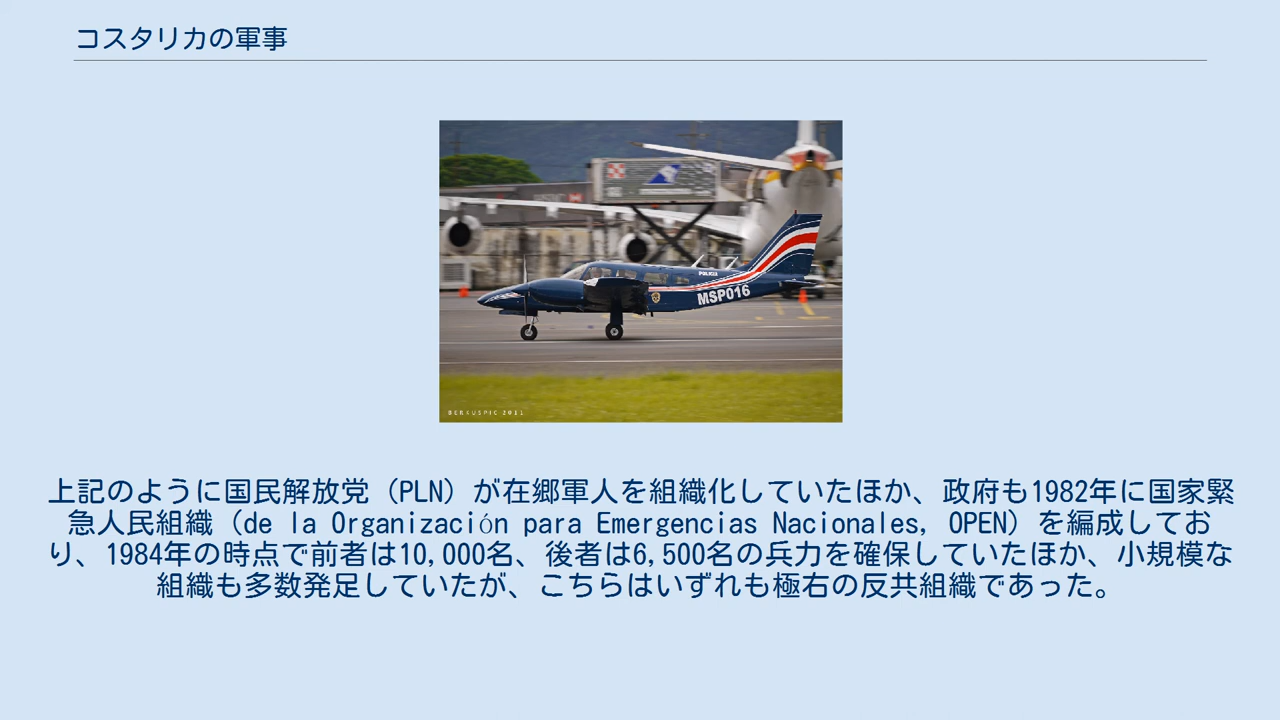 コスタリカの軍事
POLICIA
MSP016
BERKUSPIC 2011
上記のように国民解放党（PLN）が在郷軍人を組織化していたほか、政府も1982年に国家緊
急人民組織（de la Organización para Emergencias Nacionales, OPEN）を編成してお
り、1984年の時点で前者は10,000名、後者は6,500名の兵力を確保していたほか、小規模な
組織も多数発足していたが、こちらはいずれも極右の反共組織であった。